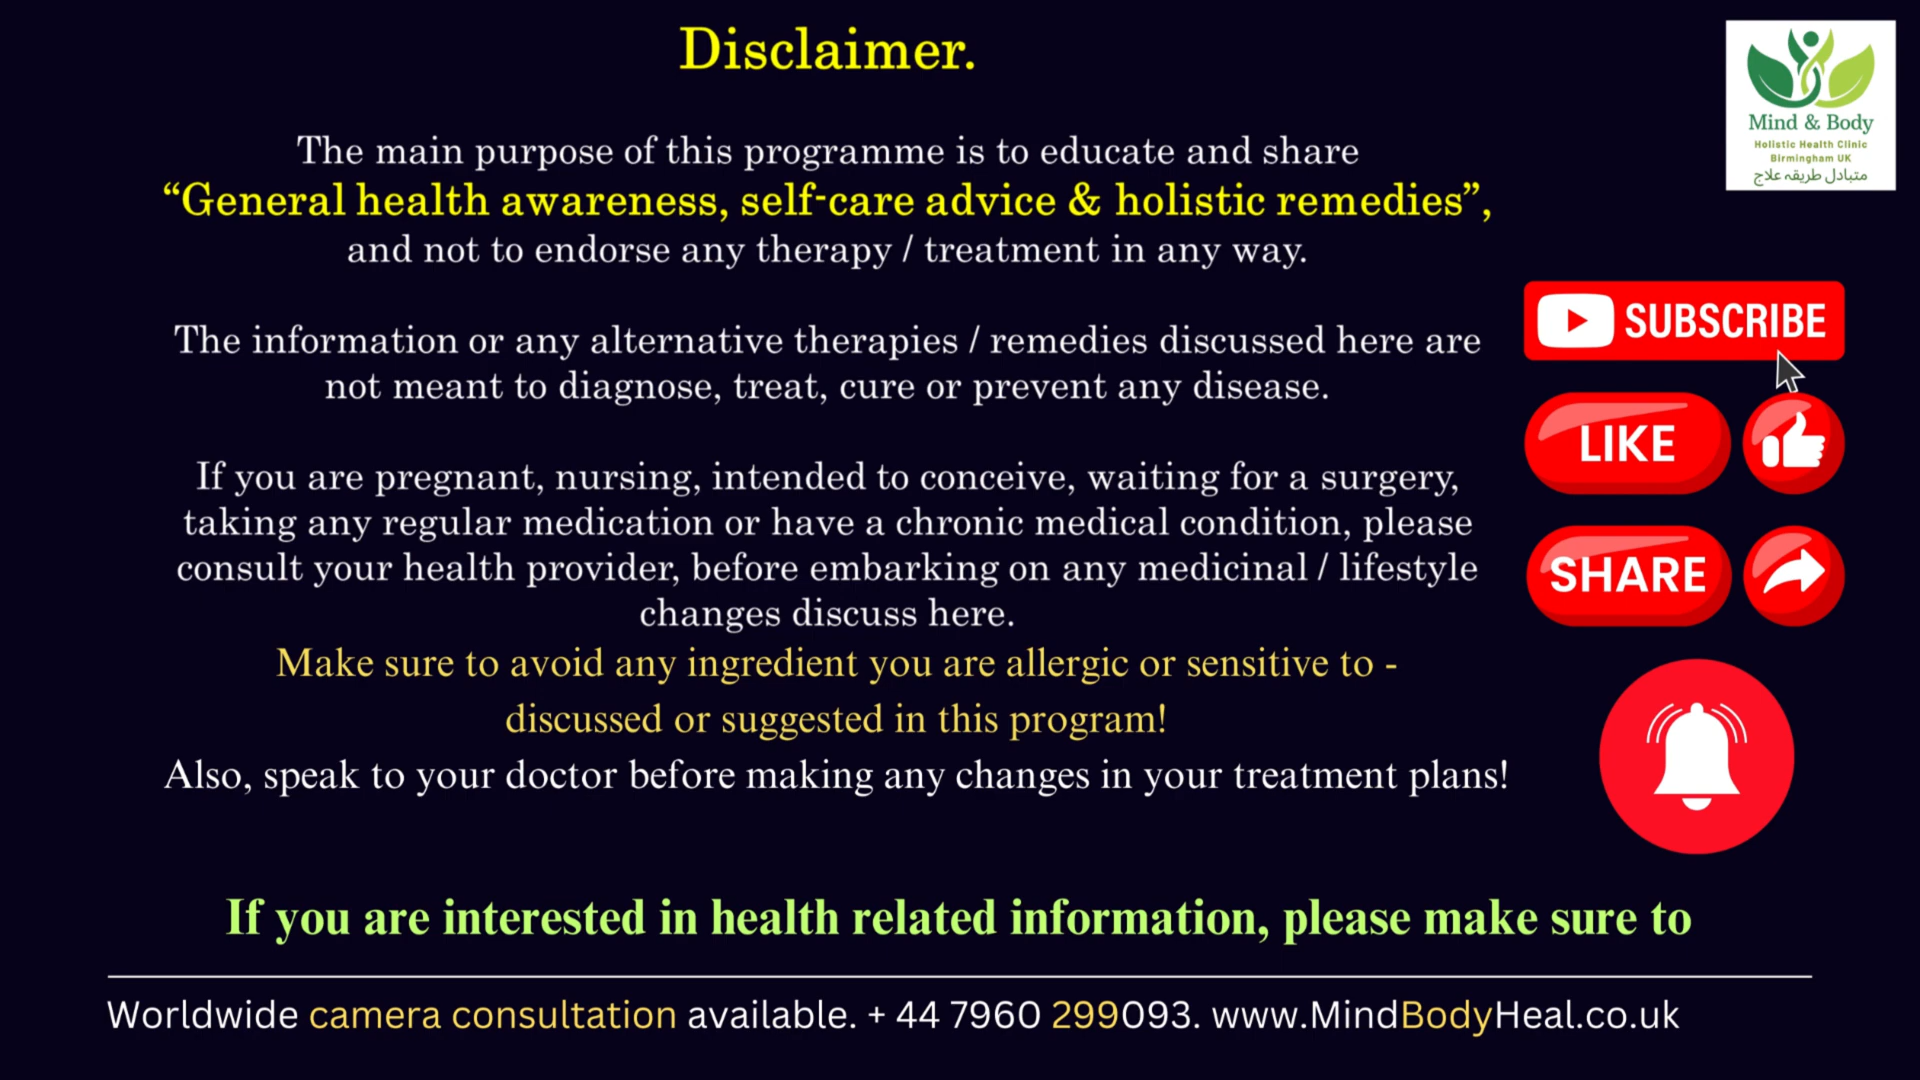 Disclaimer.
Mind & Body
Holistic Health Clinic
Birmingham UK
متبادل طریقہ علاج
The main purpose of this programme is to educate and share
“General health awareness, self-care advice & holistic remedies”,
and not to endorse any therapy / treatment in any way.
The information or any alternative therapies / remedies discussed here are
not meant to diagnose, treat, cure or prevent any disease.
If you are pregnant, nursing, intended to conceive, waiting for a surgery,
taking any regular medication or have a chronic medical condition, please
consult your health provider, before embarking on any medicinal / lifestyle
changes discuss here.
Make sure to avoid any ingredient you are allergic or sensitive to -
discussed or suggested in this program!
Also, speak to your doctor before making any changes in your treatment plans!
SUBSCRIBE
LIKE
SHARE
If you are interested in health related information, please make sure to
Worldwide camera consultation available. + 44 7960 299093. www.MindBodyHeal.co.uk